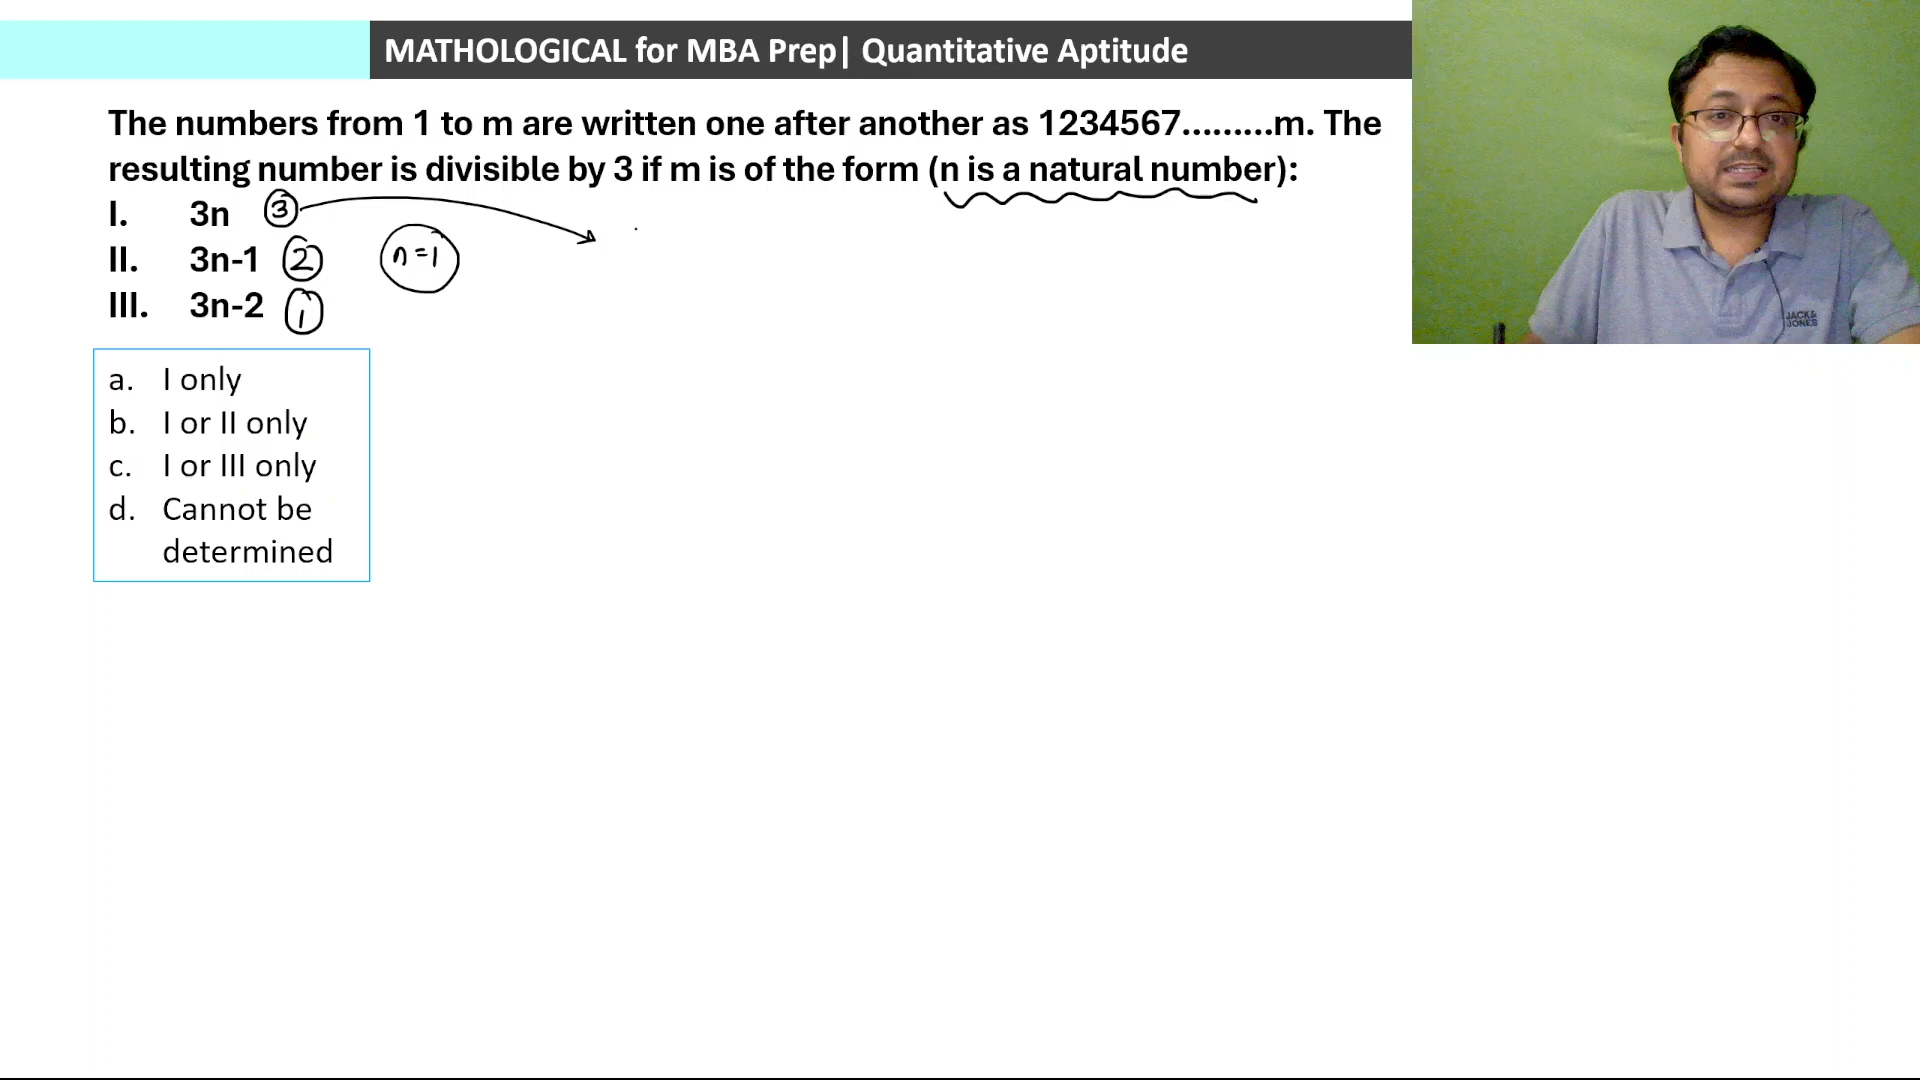 MATHOLOGICAL for MBA Prep| Quantitative Aptitude
The numbers from 1 to m are written one after another as 1234567.........m. The
resulting number is divisible by 3 if m is of the form (n is a natural number):
I. 3n 3
II. 3n-1 2 n=1
III. 3n-2 1
a. I only
b. I or II only
c. I or III only
d. Cannot be
determined
JACK&
JONES